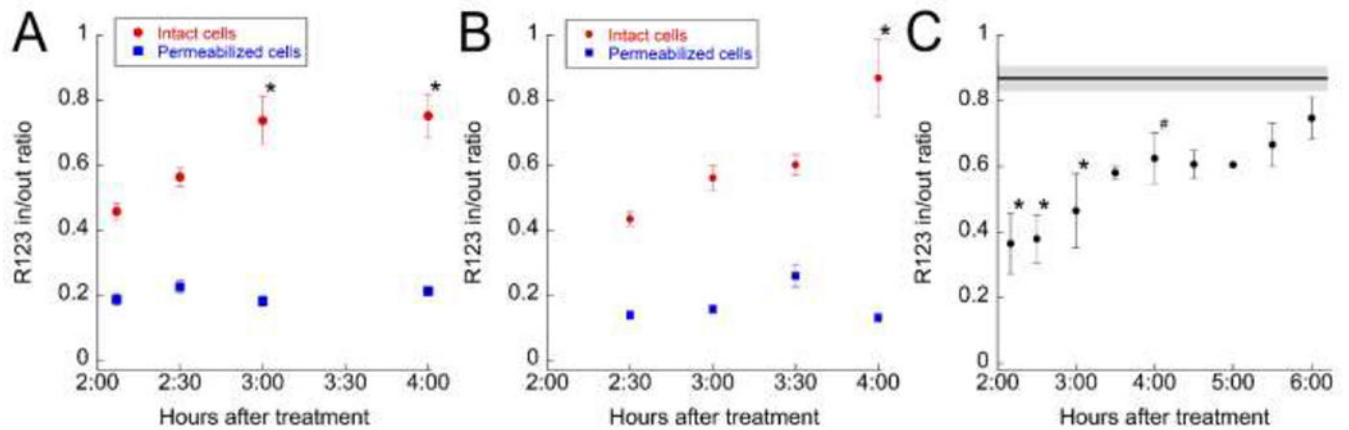 A
Intact cells
Permeabilized cells
R123 in/out ratio
1
0.8
0.6
0.4
0.2
0
* *
2:00 2:30 3:00 3:30 4:00
Hours after treatment
B
Intact cells
Permeabilized cells
R123 in/out ratio
1
0.8
0.6
0.4
0.2
0
*
2:00 2:30 3:00 3:30 4:00
Hours after treatment
C
R123 in/out ratio
1
0.8
0.6
0.4
0.2
0
* * * #
2:00 3:00 4:00 5:00 6:00
Hours after treatment